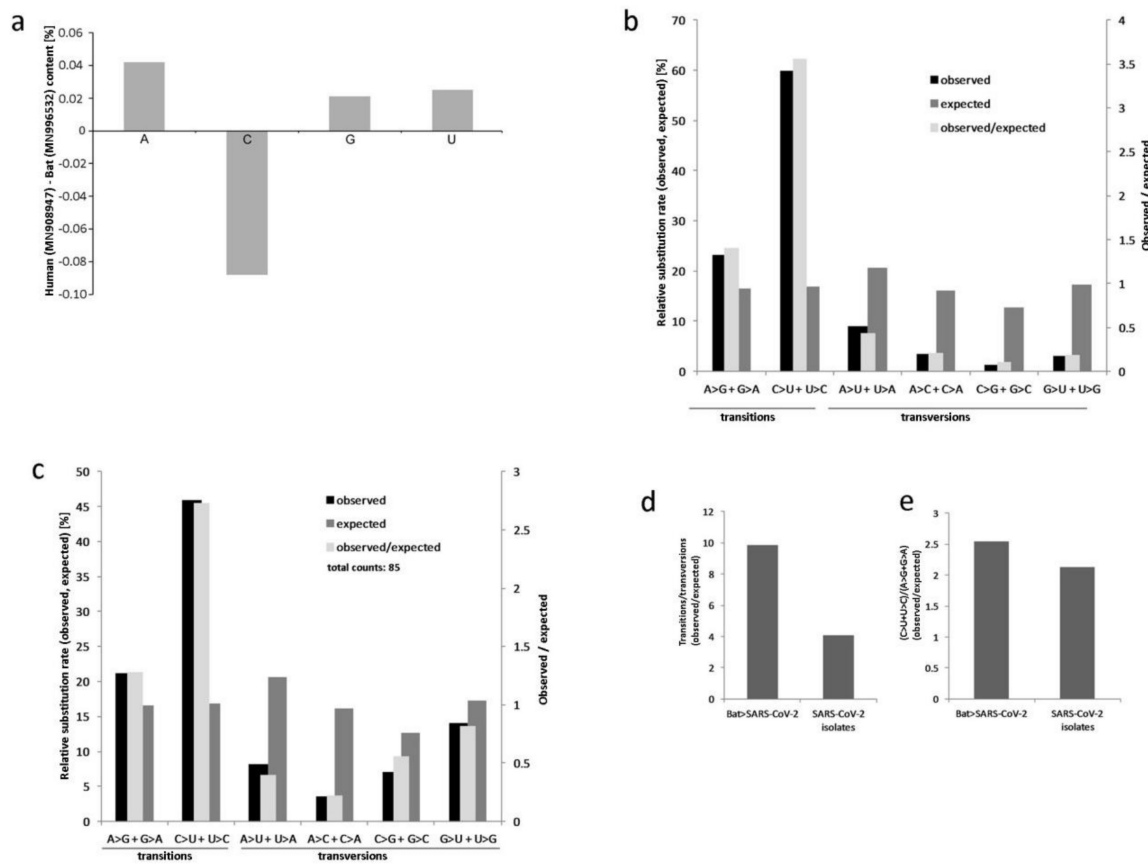 a
Human (MN908947) - Bat (MN996532) content [%]
0.06
0.04
0.02
0
-0.02
-0.04
-0.06
-0.08
-0.10
A C G U
b
Relative substitution rate (observed, expected) [%]
70
60
50
40
30
20
10
0
observed
expected
observed/expected
4
3.5
3
2.5
2
1.5
1
0.5
0
Observed / expected
A>G + G>A C>U + U>C A>U + U>A A>C + C>A C>G + G>C G>U + U>G
transitions transversions
c
Relative substitution rate (observed, expected) [%]
50
45
40
35
30
25
20
15
10
5
0
observed
expected
observed/expected
total counts: 85
3
2.5
2
1.5
1
0.5
0
Observed / expected
A>G + G>A C>U + U>C A>U + U>A A>C + C>A C>G + G>C G>U + U>G
transitions transversions
d
Transitions/transversions
(observed/expected)
12
10
8
6
4
2
0
Bat>SARS-CoV-2 SARS-CoV-2
isolates
e
(C>U+U>C)/(A>G+G>A)
(observed/expected)
3
2.5
2
1.5
1
0.5
0
Bat>SARS-CoV-2 SARS-CoV-2
isolates